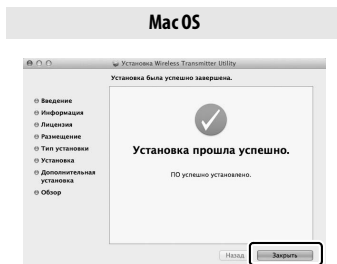 Mac OS
Установка Wireless Transmitter Utility
Установка была успешно завершена.
Введение
Информация
Лицензия
Размещение
Тип установки
Установка
Дополнительная
установка
Обзор
Установка прошла успешно.
ПО успешно установлено.
Назад
Закрыть